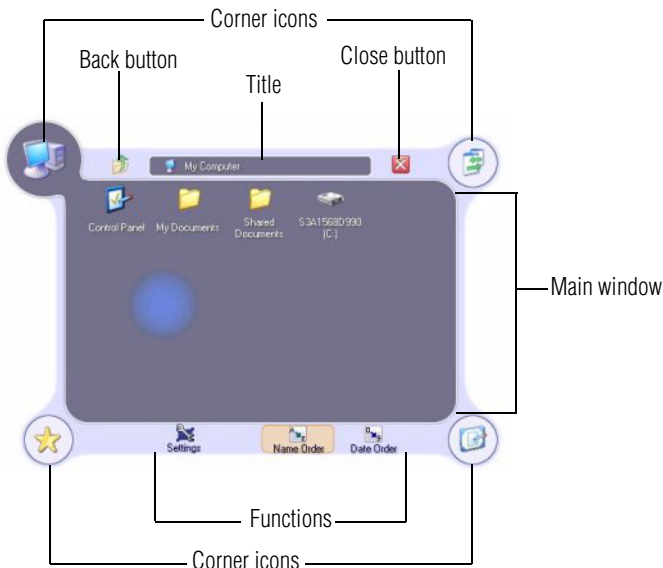 Corner icons
Back button
Close button
Title
My Computer
Control Panel
My Documents
Shared
Documents
S3A1568D990
(C:)
Main window
Settings
Name Order
Date Order
Functions
Corner icons